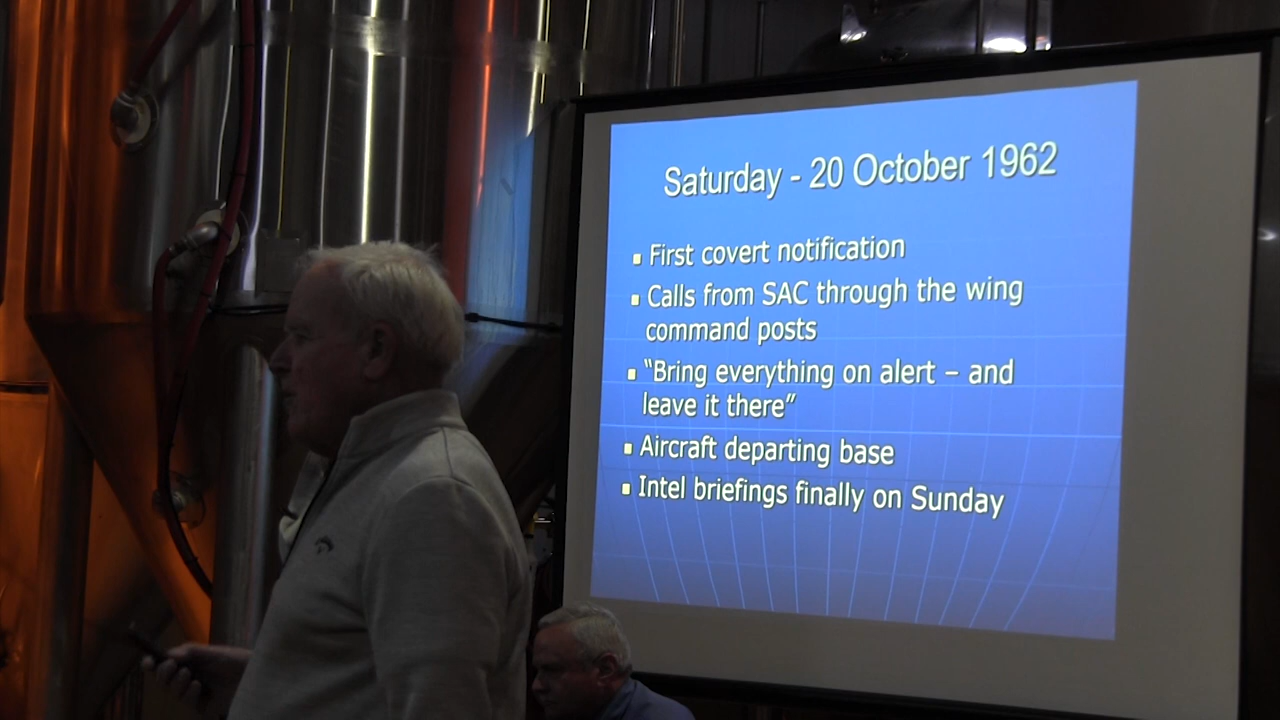 Saturday - 20 October 1962
▪ First covert notification
▪ Calls from SAC through the wing
command posts
▪ “Bring everything on alert – and
leave it there”
▪ Aircraft departing base
▪ Intel briefings finally on Sunday